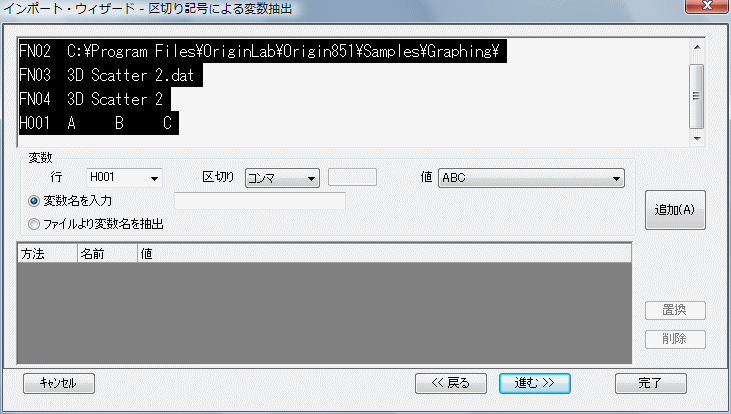 インポート・ウィザード - 区切り記号による変数抽出
FN02 C:¥Program Files¥OriginLab¥Origin851¥Samples¥Graphing¥
FN03 3D Scatter 2.dat
FN04 3D Scatter 2
H001 A B C
変数
行 H001 区切り コンマ 値 ABC
変数名を入力
ファイルより変数名を抽出
追加(A)
方法 名前 値
置換
削除
キャンセル << 戻る 進む >> 完了